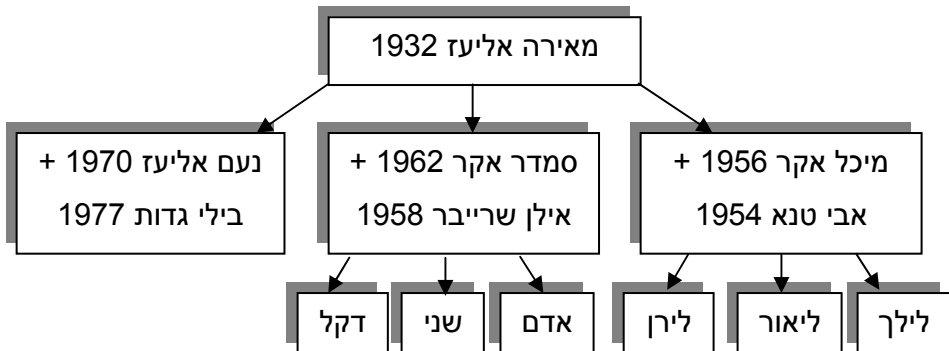 מאירה אליעז 1932
מיכל אקר 1956 +
אבי טנא 1954
סמדר אקר 1962 +
אילן שרייבר 1958
נעם אליעז 1970 +
בילי גדות 1977
לילך
ליאור
לירן
אדם
שני
דקל